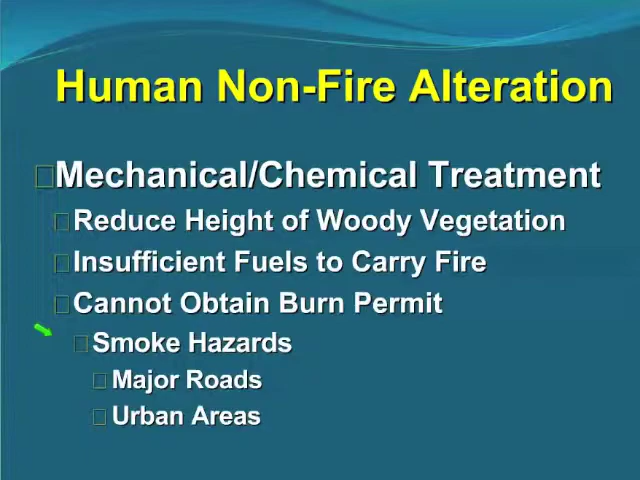 Human Non-Fire Alteration
Mechanical/Chemical Treatment
Reduce Height of Woody Vegetation
Insufficient Fuels to Carry Fire
Cannot Obtain Burn Permit
Smoke Hazards
Major Roads
Urban Areas